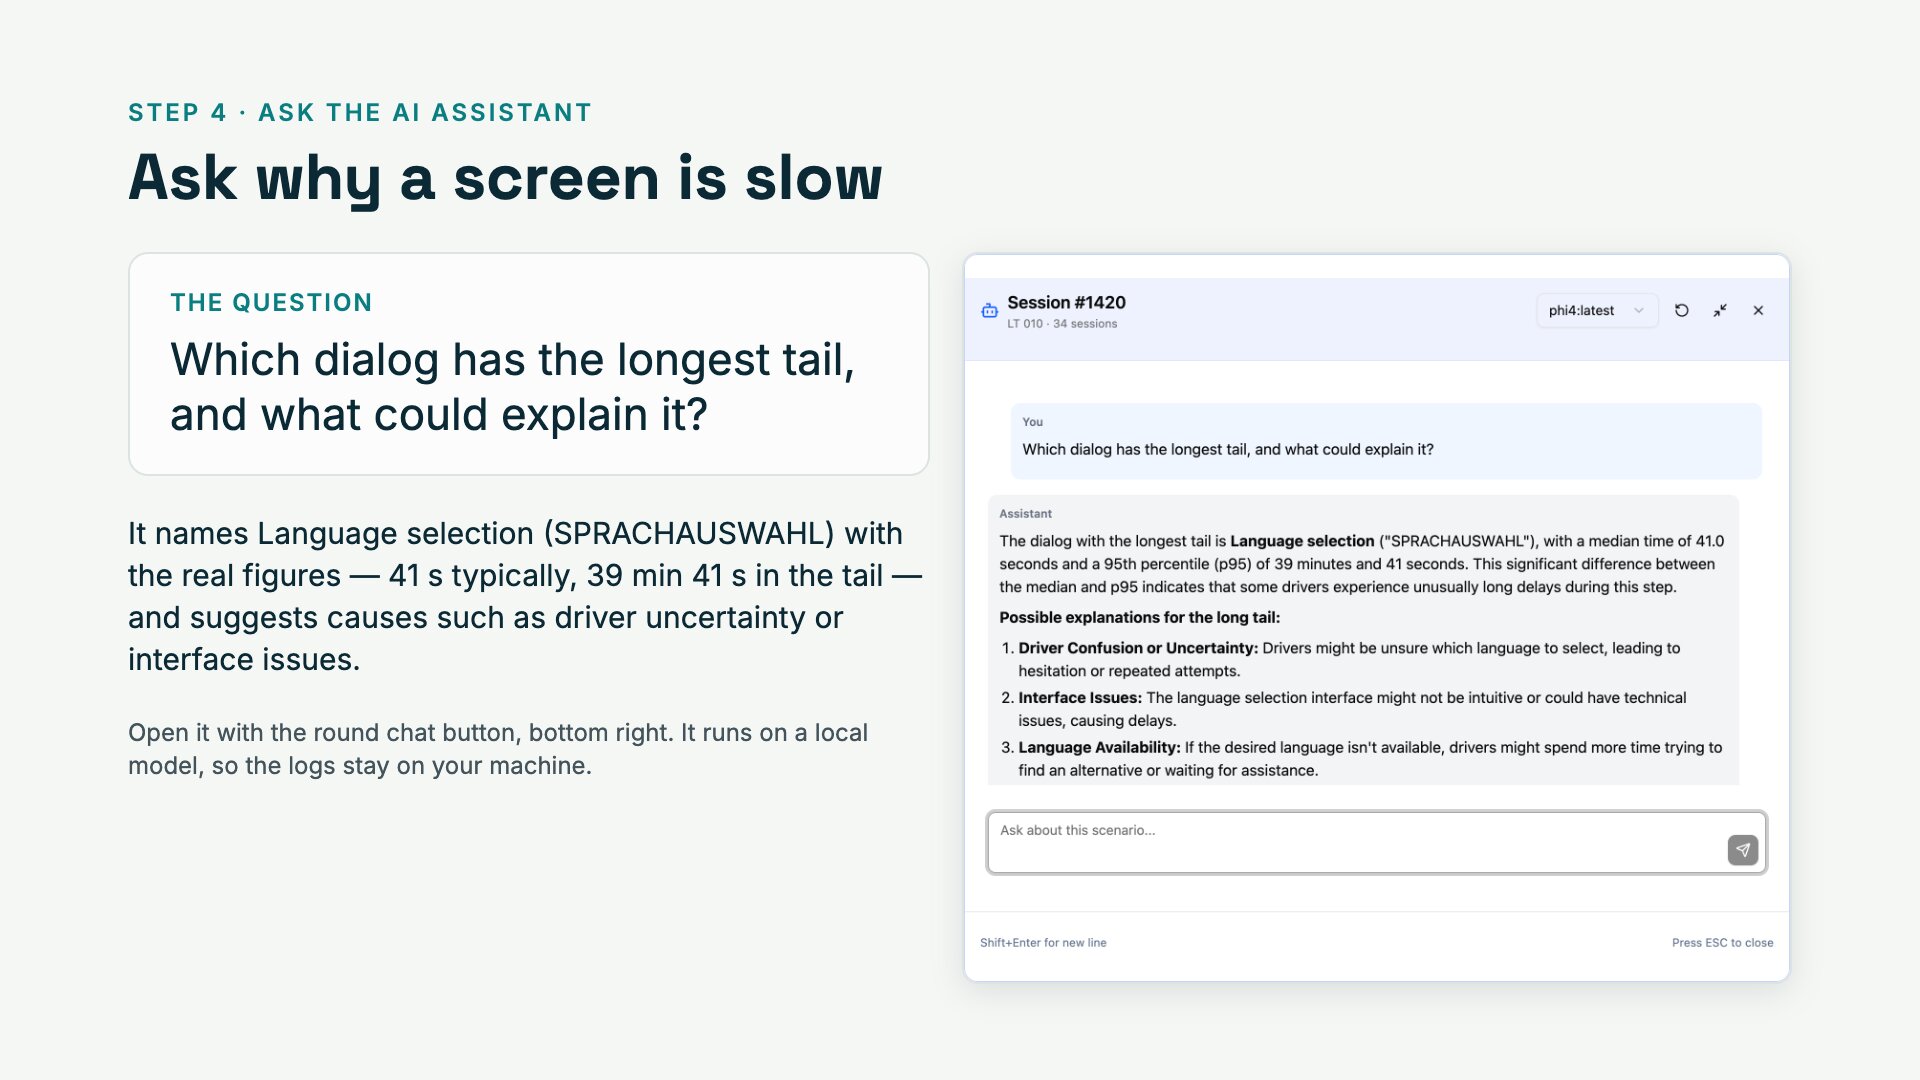 STEP 4 · ASK THE AI ASSISTANT
Ask why a screen is slow
THE QUESTION
Which dialog has the longest tail,
and what could explain it?
It names Language selection (SPRACHAUSWAHL) with
the real figures — 41 s typically, 39 min 41 s in the tail —
and suggests causes such as driver uncertainty or
interface issues.
Open it with the round chat button, bottom right. It runs on a local
model, so the logs stay on your machine.
Session #1420
LT 010 · 34 sessions
phi4:latest
You
Which dialog has the longest tail, and what could explain it?
Assistant
The dialog with the longest tail is Language selection ("SPRACHAUSWAHL"), with a median time of 41.0
seconds and a 95th percentile (p95) of 39 minutes and 41 seconds. This significant difference between
the median and p95 indicates that some drivers experience unusually long delays during this step.
Possible explanations for the long tail:
1. Driver Confusion or Uncertainty: Drivers might be unsure which language to select, leading to
hesitation or repeated attempts.
2. Interface Issues: The language selection interface might not be intuitive or could have technical
issues, causing delays.
3. Language Availability: If the desired language isn't available, drivers might spend more time trying to
find an alternative or waiting for assistance.
Ask about this scenario...
Shift+Enter for new line
Press ESC to close